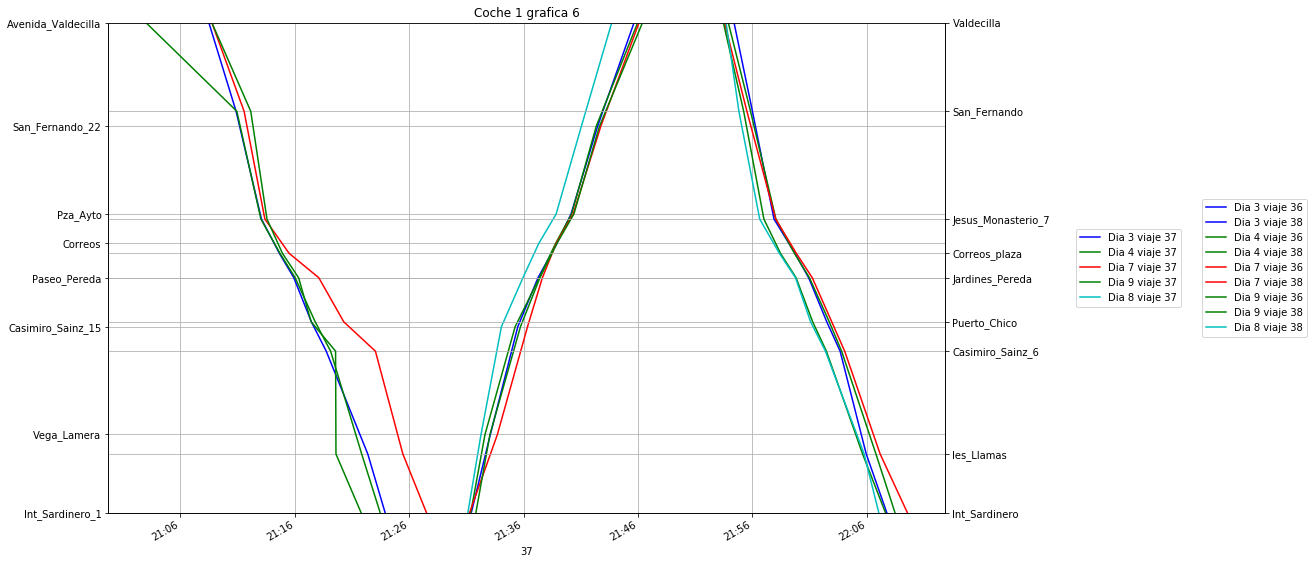 Coche 1 grafica 6
Avenida_Valdecilla
San_Fernando_22
Pza_Ayto
Correos
Paseo_Pereda
Casimiro_Sainz_15
Vega_Lamera
Int_Sardinero_1
Valdecilla
San_Fernando
Jesus_Monasterio_7
Correos_plaza
Jardines_Pereda
Puerto_Chico
Casimiro_Sainz_6
Ies_Llamas
Int_Sardinero
21:06
21:16
21:26
21:36
21:46
21:56
22:06
37
Dia 3 viaje 37
Dia 4 viaje 37
Dia 7 viaje 37
Dia 9 viaje 37
Dia 8 viaje 37
Dia 3 viaje 36
Dia 3 viaje 38
Dia 4 viaje 36
Dia 4 viaje 38
Dia 7 viaje 36
Dia 7 viaje 38
Dia 9 viaje 36
Dia 9 viaje 38
Dia 8 viaje 38